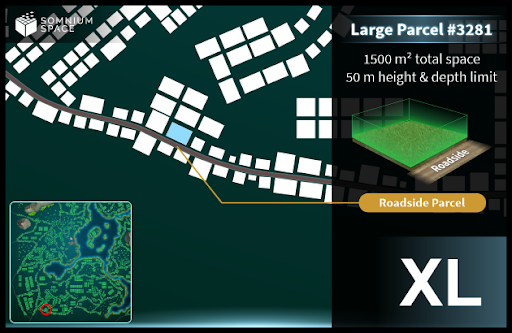 SOMNIUM
SPACE
Large Parcel #3281
1500 m² total space
50 m height & depth limit
Roadside
Roadside Parcel
XL